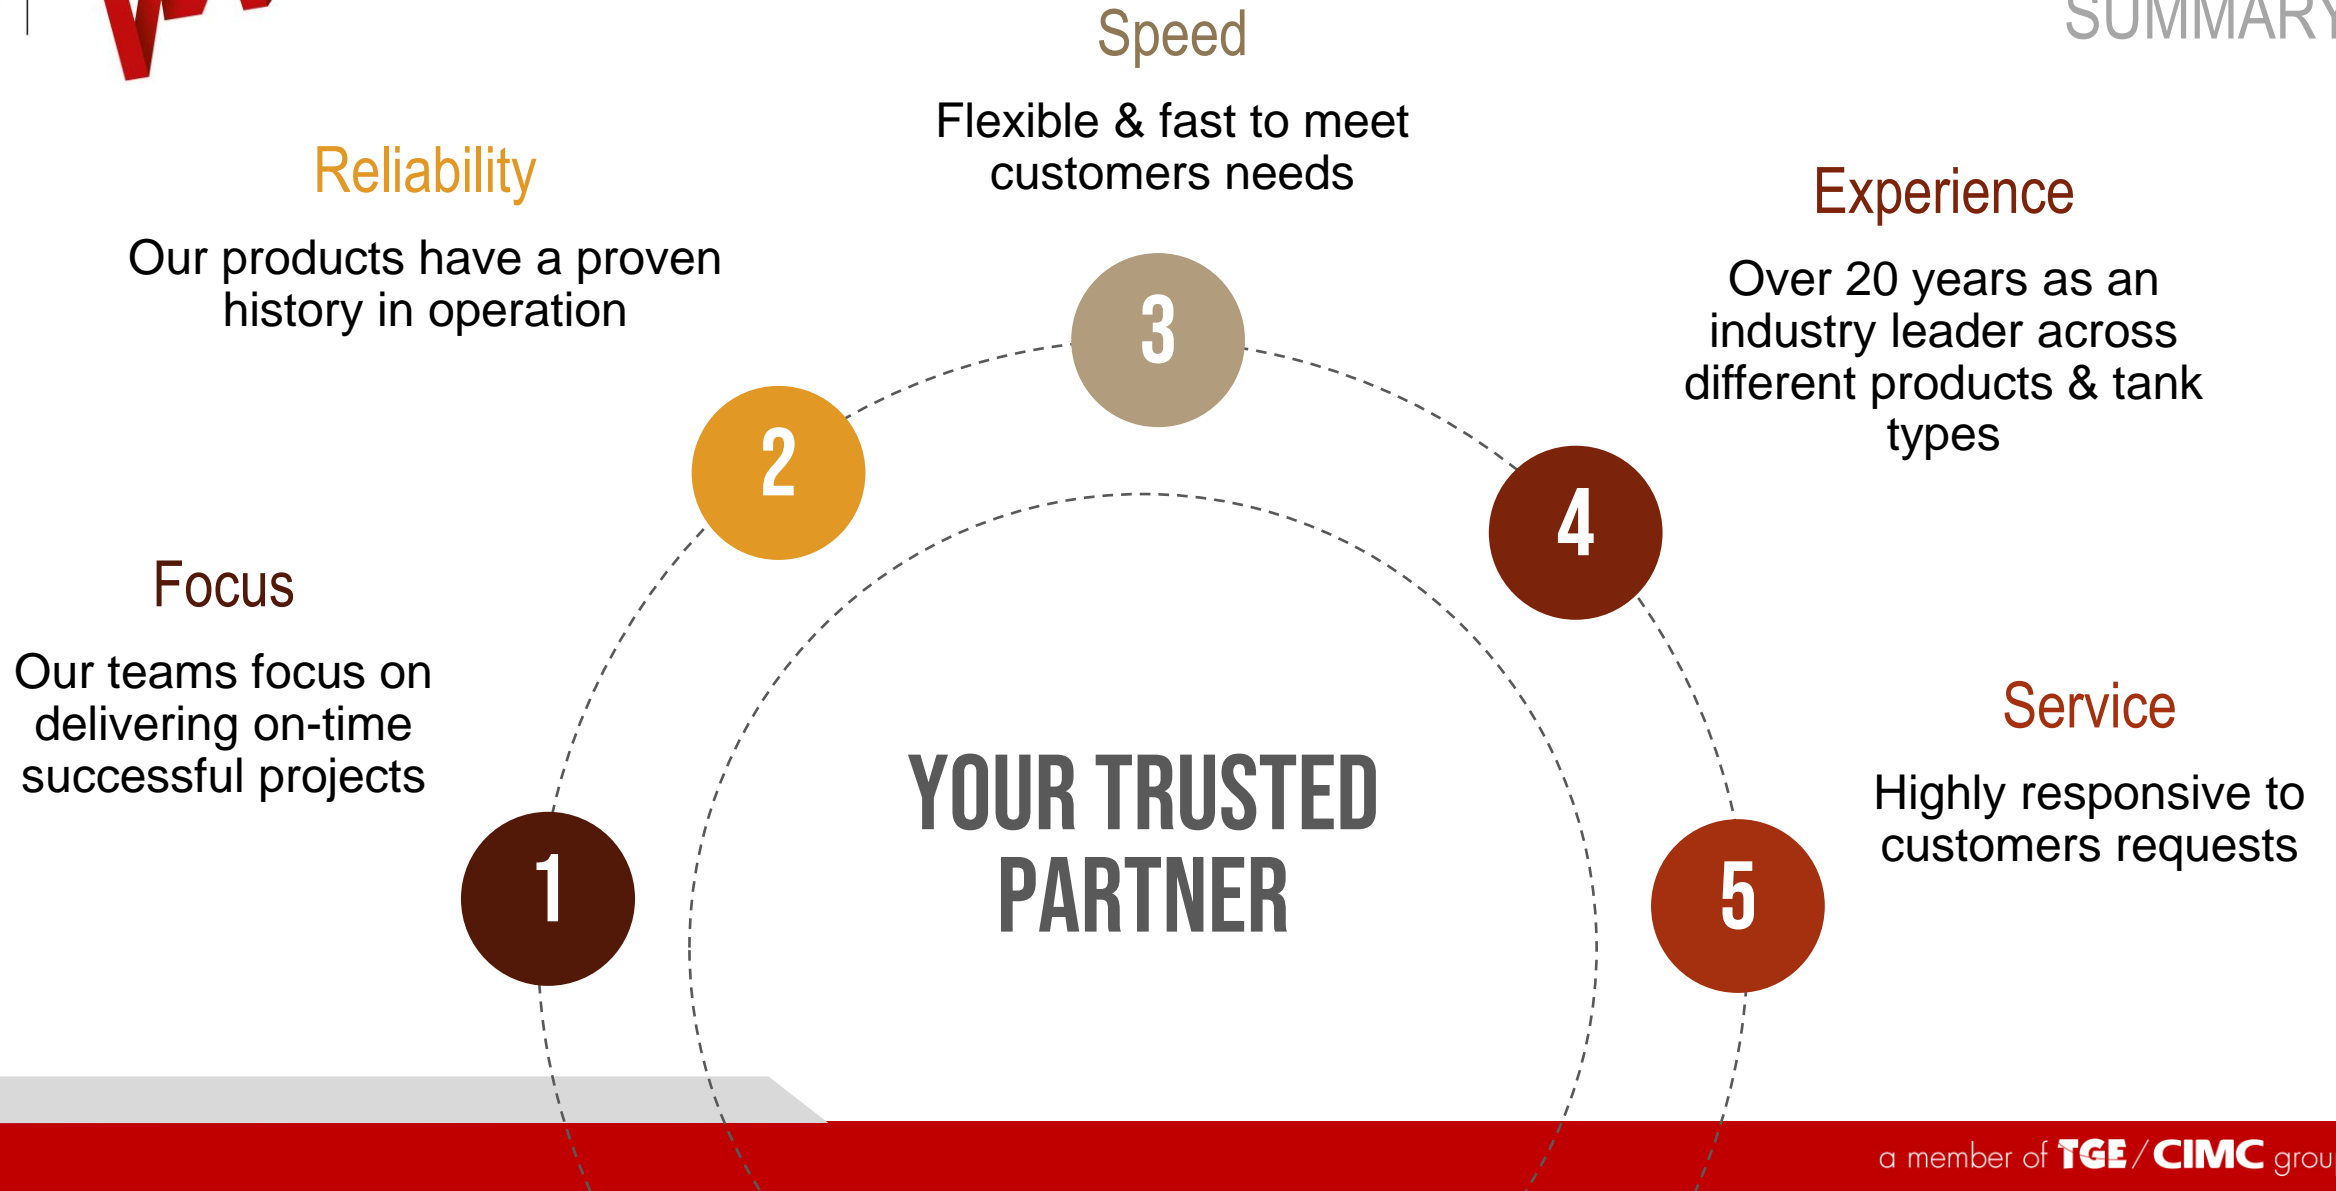 SUMMARY
Focus
Our teams focus on
delivering on-time
successful projects
1
Reliability
Our products have a proven
history in operation
2
Speed
Flexible & fast to meet
customers needs
3
Experience
Over 20 years as an
industry leader across
different products & tank
types
4
Service
Highly responsive to
customers requests
5
YOUR TRUSTED
PARTNER
a member of TGE/CIMC grou